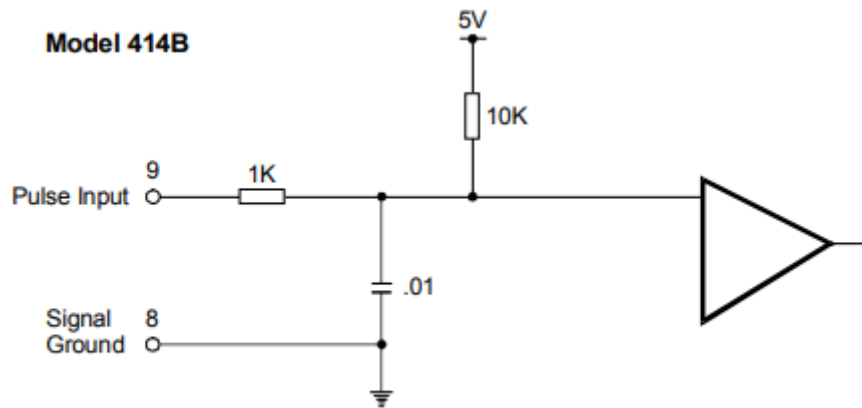 Model 414B
5V
10K
9
1K
Pulse Input
.01
Signal
Ground
8